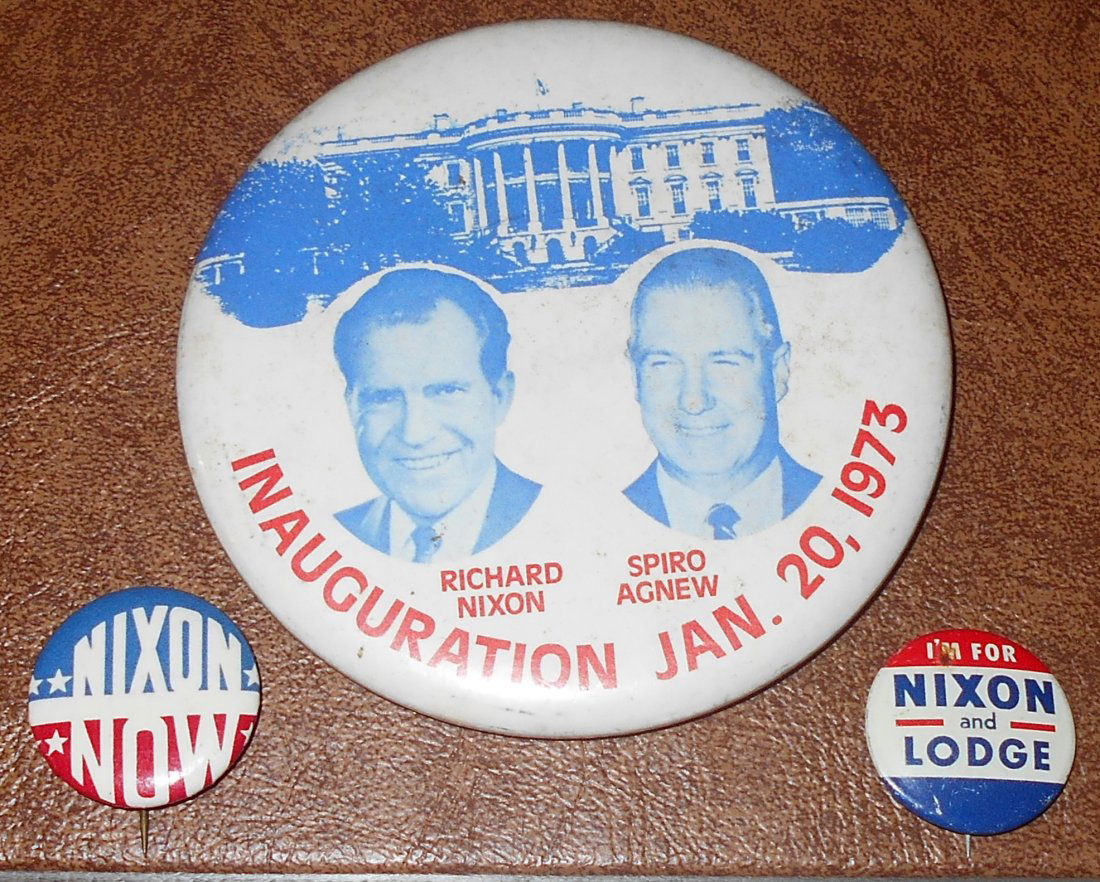 RICHARD
NIXON
SPIRO
AGNEW
INAUGURATION JAN. 20, 1973
NIXON
NOW
I'M FOR
NIXON
and
LODGE